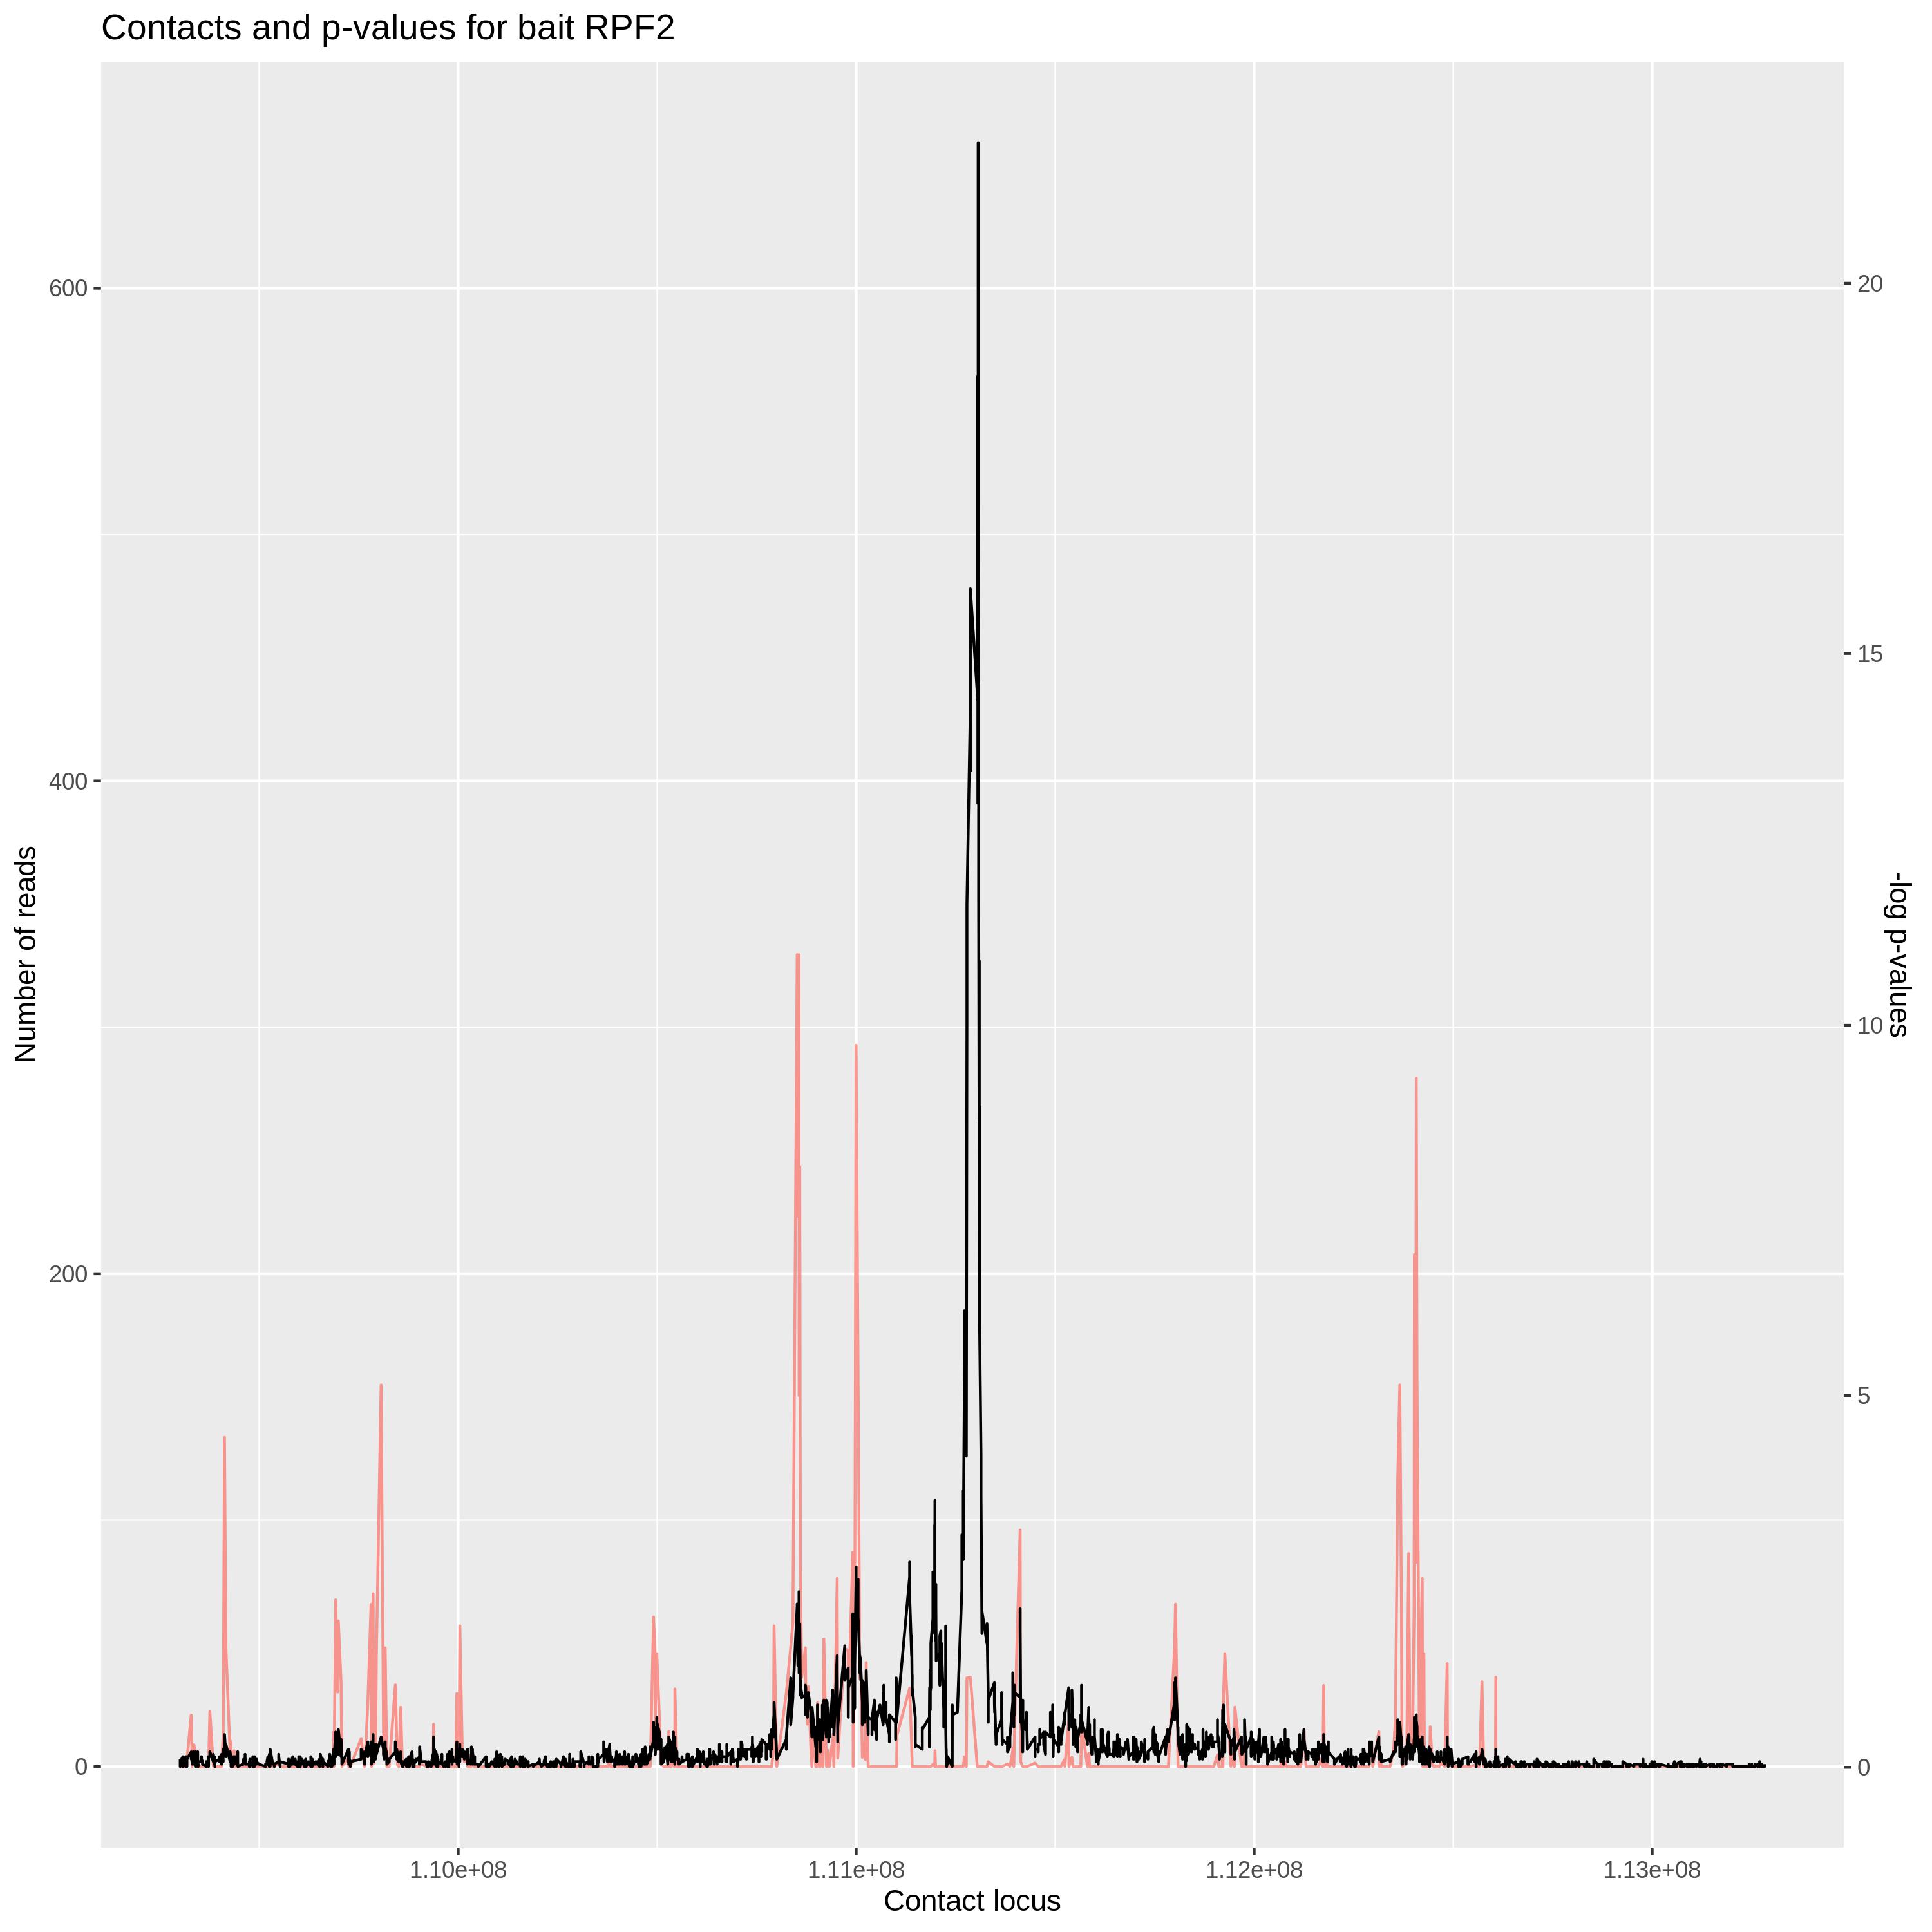 Contacts and p-values for bait RPF2
600
400
200
0
Number of reads
20
15
10
5
0
-log p-values
1.10e+08
1.11e+08
1.12e+08
1.13e+08
Contact locus